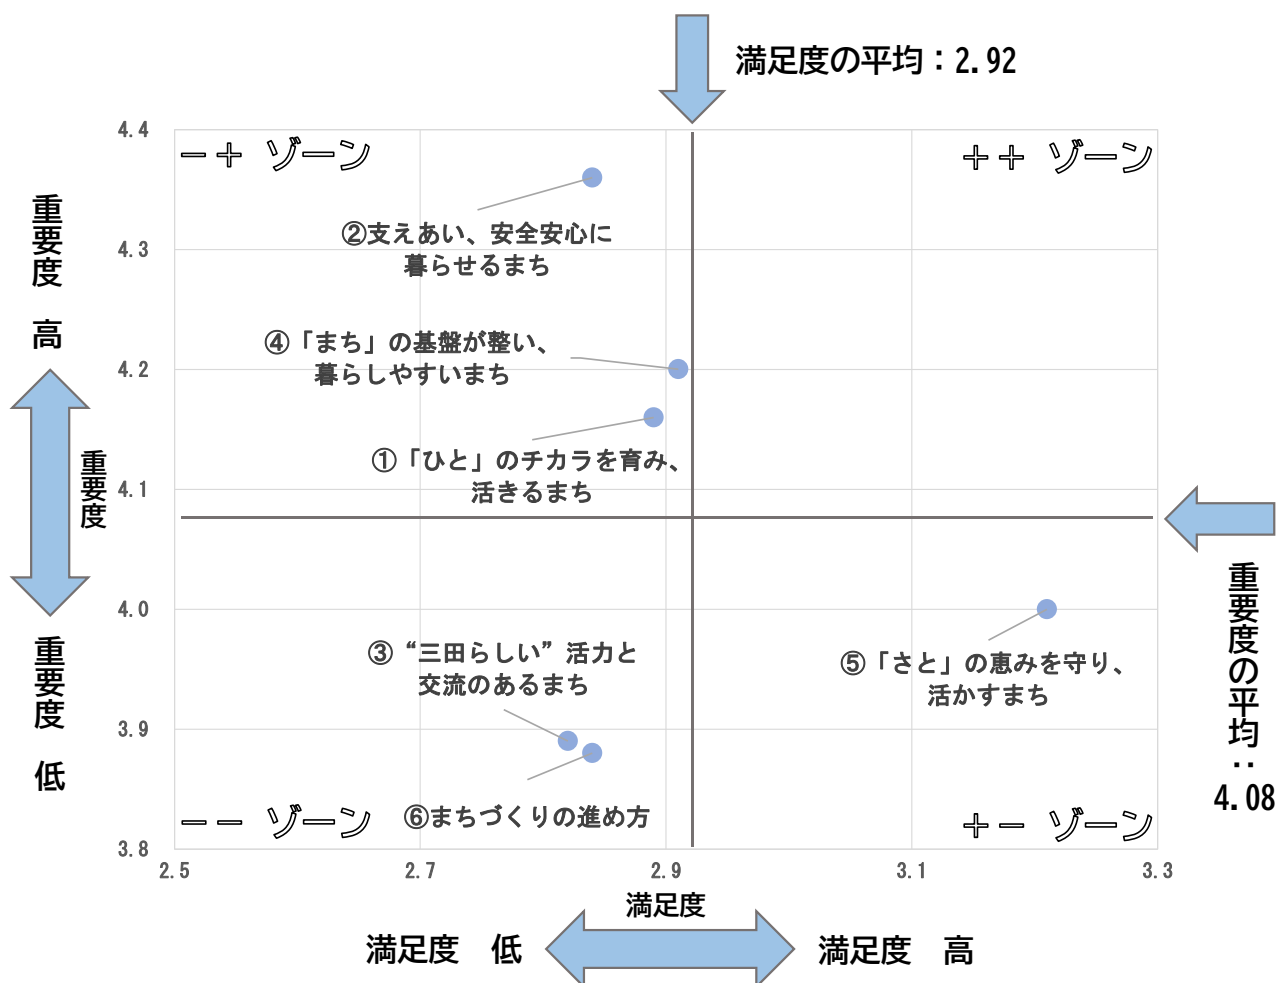 満足度の平均：2.92
4.4
－＋ ゾーン
＋＋ ゾーン
重要度 高
②支えあい、安全安心に
暮らせるまち
4.3
④「まち」の基盤が整い、
暮らしやすいまち
4.2
①「ひと」のチカラを育み、
活きるまち
重要度
4.1
4.0
重要度の平均：
4.08
重要度 低
③“三田らしい”活力と
交流のあるまち
⑤「さと」の恵みを守り、
活かすまち
3.9
⑥まちづくりの進め方
－－ ゾーン
＋－ ゾーン
3.8
2.5
2.7
2.9
3.1
3.3
満足度
満足度 低
満足度 高